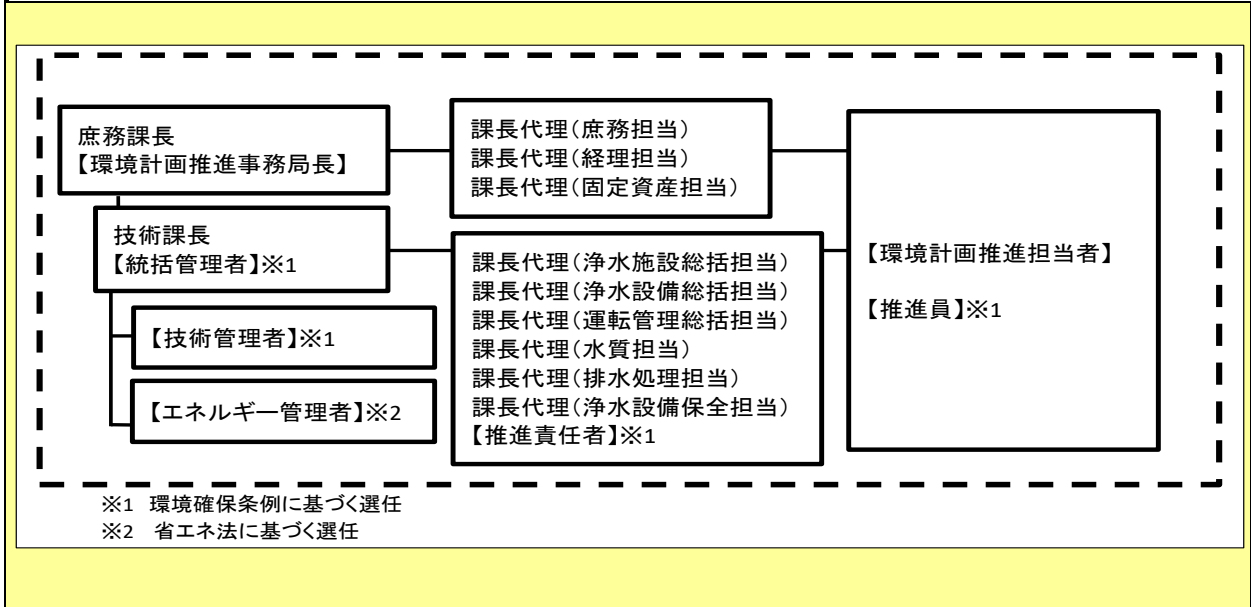 庶務課長
【環境計画推進事務局長】
技術課長
【統括管理者】※1
【技術管理者】※1
【エネルギー管理者】※2
課長代理(庶務担当)
課長代理(経理担当)
課長代理(固定資産担当)
課長代理(浄水施設総括担当)
課長代理(浄水設備総括担当)
課長代理(運転管理総括担当)
課長代理(水質担当)
課長代理(排水処理担当)
課長代理(浄水設備保全担当)
【推進責任者】※1
【環境計画推進担当者】
【推進員】※1
※1 環境確保条例に基づく選任
※2 省エネ法に基づく選任